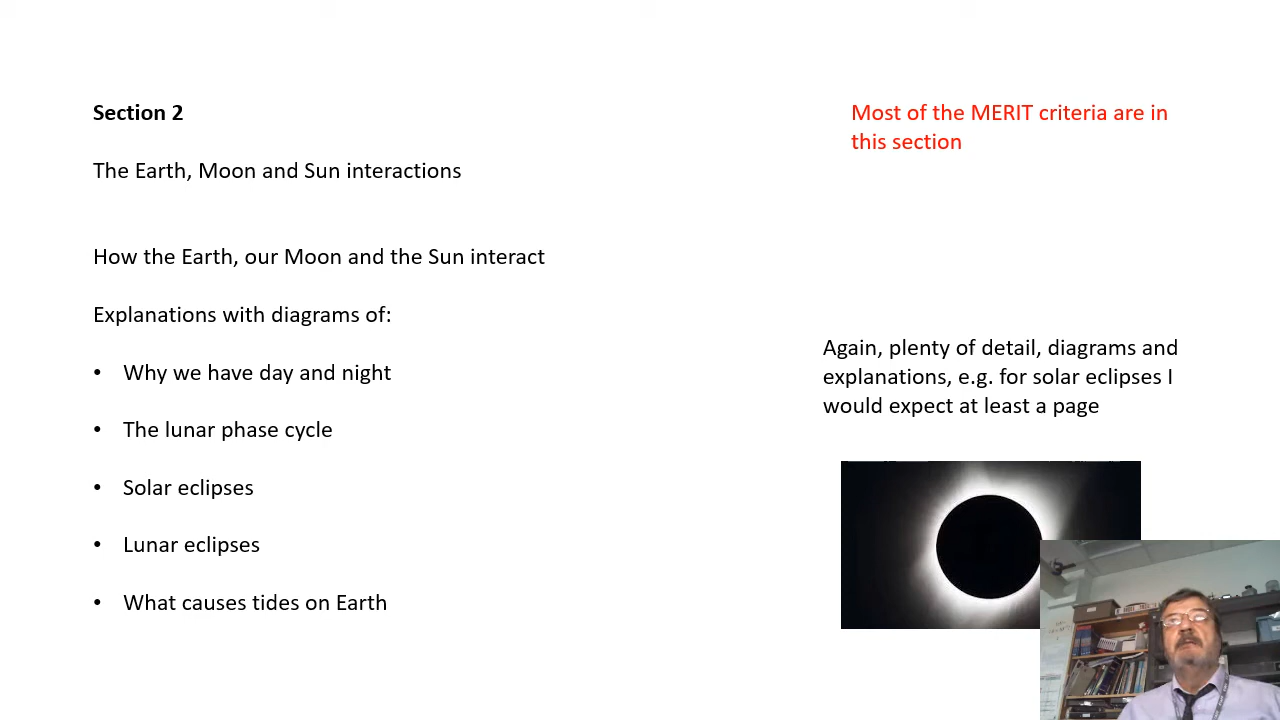 Section 2
Most of the MERIT criteria are in
this section
The Earth, Moon and Sun interactions
How the Earth, our Moon and the Sun interact
Explanations with diagrams of:
• Why we have day and night
• The lunar phase cycle
• Solar eclipses
• Lunar eclipses
• What causes tides on Earth
Again, plenty of detail, diagrams and
explanations, e.g. for solar eclipses I
would expect at least a page